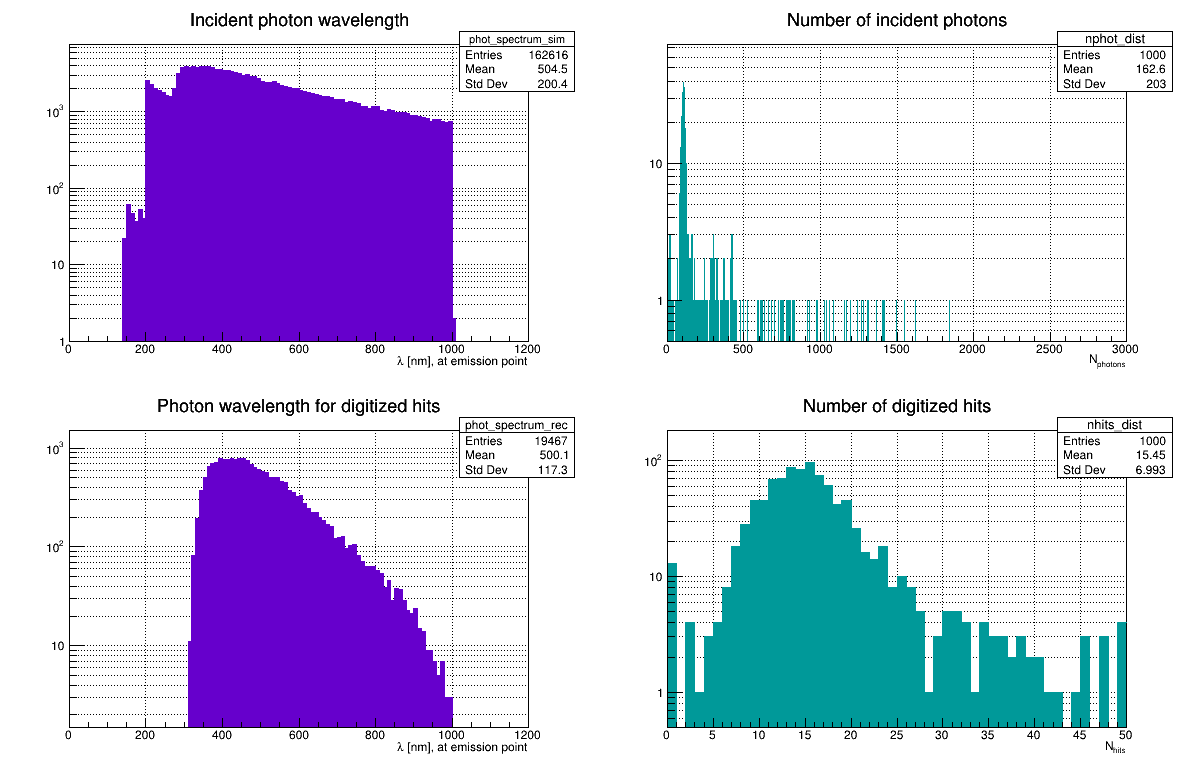 Incident photon wavelength
phot_spectrum_sim
Entries 162616
Mean 504.5
Std Dev 200.4
10³
10²
10
1
0 200 400 600 800 1000 1200
λ [nm], at emission point
Number of incident photons
nphot_dist
Entries 1000
Mean 162.6
Std Dev 203
10
1
0 500 1000 1500 2000 2500 3000
N_photons
Photon wavelength for digitized hits
phot_spectrum_rec
Entries 19467
Mean 500.1
Std Dev 117.3
10³
10²
10
0 200 400 600 800 1000 1200
λ [nm], at emission point
Number of digitized hits
nhits_dist
Entries 1000
Mean 15.45
Std Dev 6.993
10²
10
1
0 5 10 15 20 25 30 35 40 45 50
N_hits